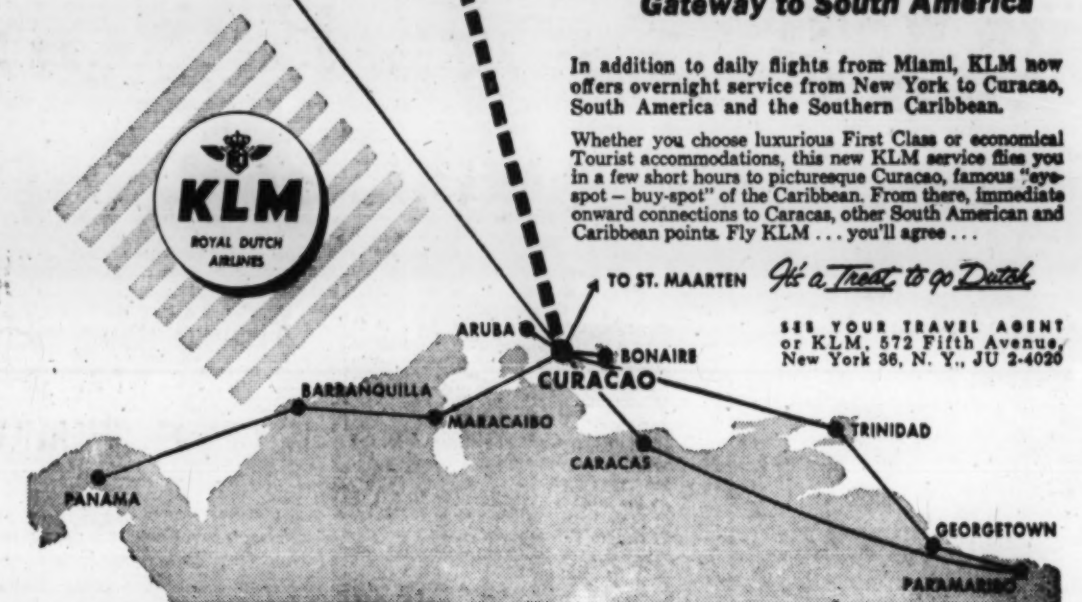 Gateway to South America
In addition to daily flights from Miami, KLM now
offers overnight service from New York to Curacao,
South America and the Southern Caribbean.
Whether you choose luxurious First Class or economical
Tourist accommodations, this new KLM service flies you
in a few short hours to picturesque Curacao, famous "eye-
spot — buy-spot" of the Caribbean. From there, immediate
onward connections to Caracas, other South American and
Caribbean points. Fly KLM . . . you'll agree . . .
It's a Treat to go Dutch
SEE YOUR TRAVEL AGENT
or KLM, 572 Fifth Avenue,
New York 36, N. Y., JU 2-4020
KLM
ROYAL DUTCH
AIRLINES
TO ST. MAARTEN
ARUBA
BONAIRE
CURACAO
BARRANQUILLA
MARACAIBO
TRINIDAD
CARACAS
PANAMA
GEORGETOWN
PARAMARIBO